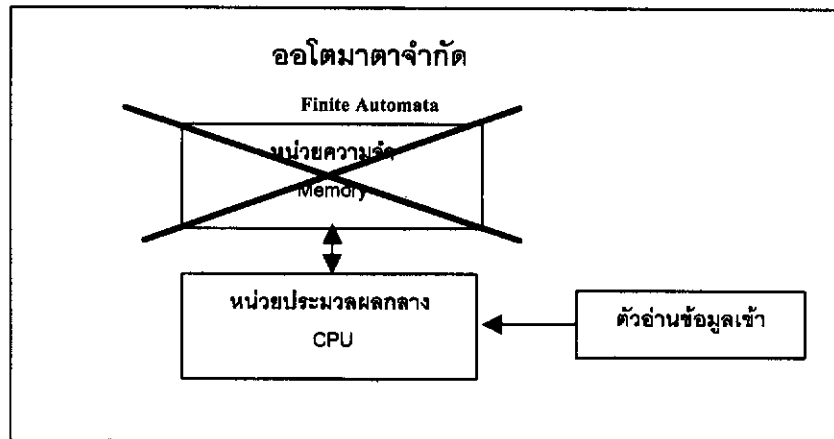 ออโตมาตาจำกัด
Finite Automata
หน่วยความจำ
Memory
หน่วยประมวลผลกลาง
CPU
ตัวอ่านข้อมูลเข้า